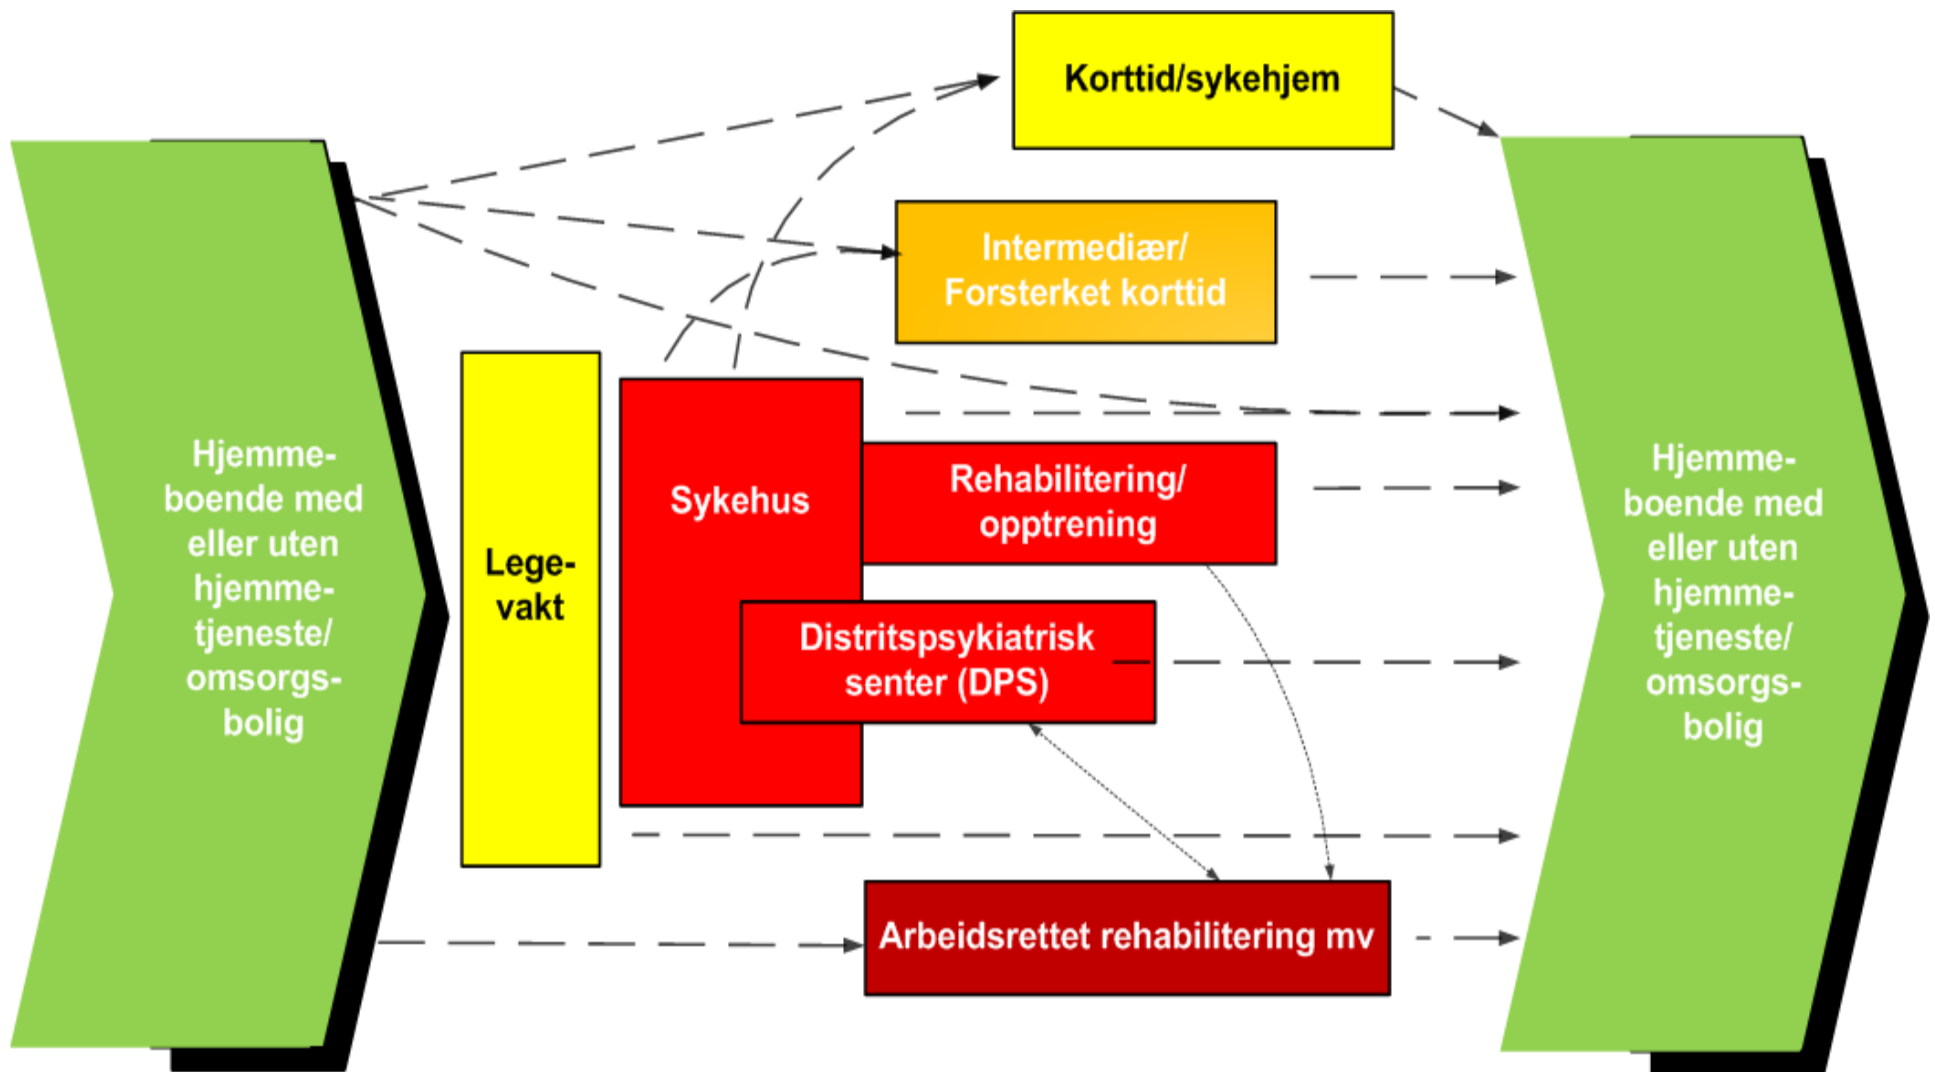 Korttid/sykehjem
Intermediær/
Forsterket korttid
Hjemme-
boende med
eller uten
hjemme-
tjeneste/
omsorgs-
bolig
Lege-
vakt
Sykehus
Rehabilitering/
opptrening
Distritspsykiatrisk
senter (DPS)
Arbeidsrettet rehabilitering mv
Hjemme-
boende med
eller uten
hjemme-
tjeneste/
omsorgs-
bolig